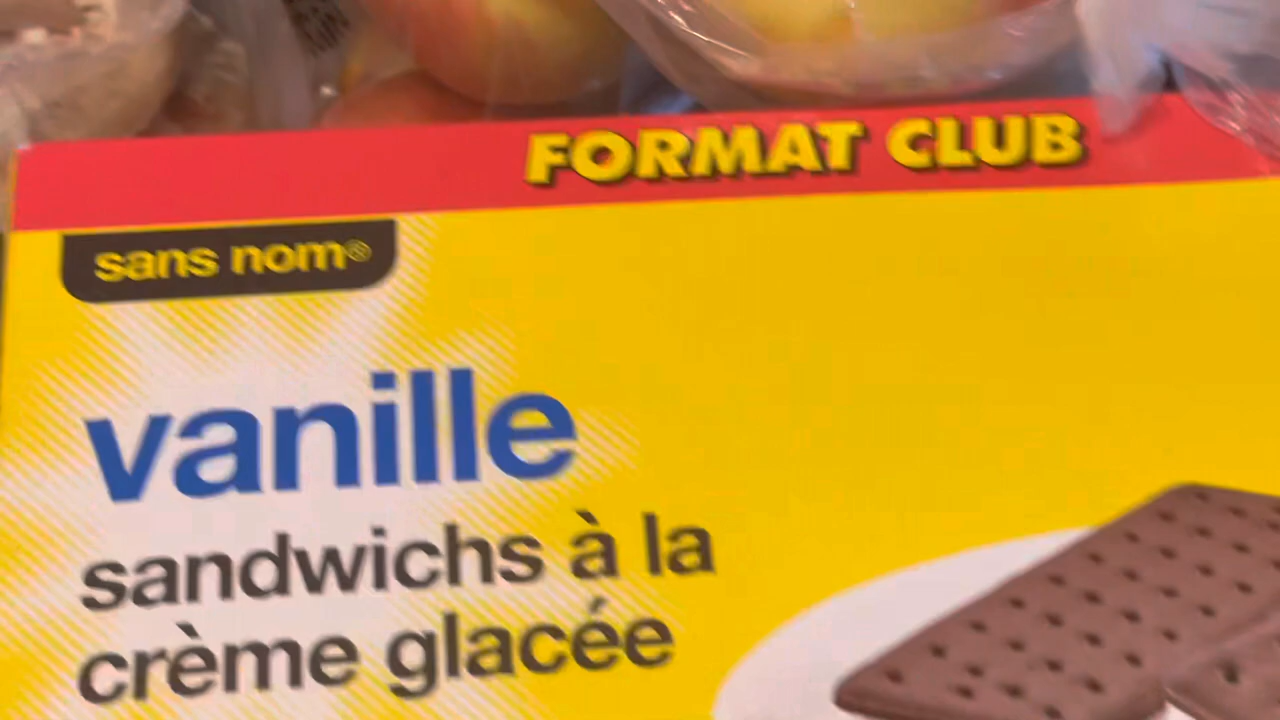 FORMAT CLUB
sans nom®
vanille
sandwichs à la
crème glacée